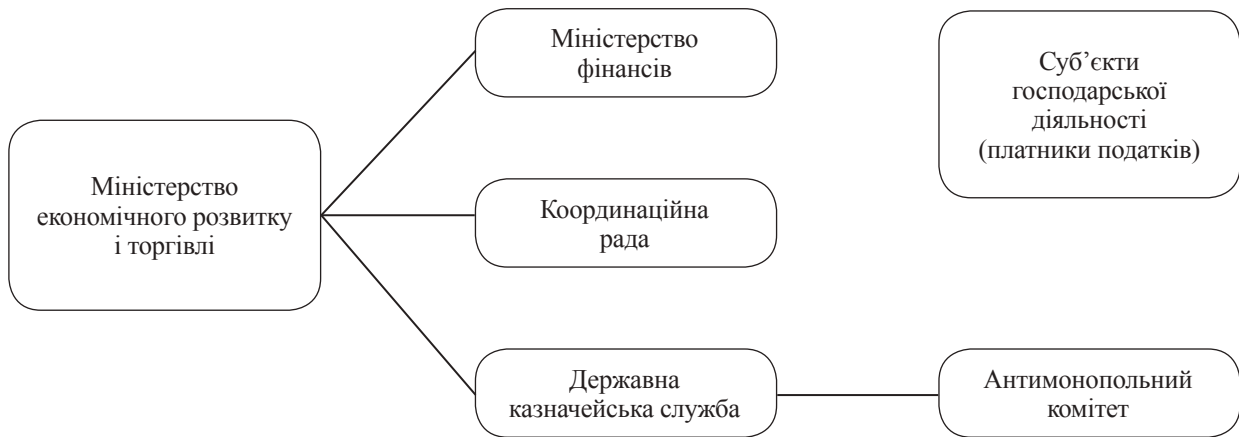 Міністерство
економічного розвитку
і торгівлі
Міністерство
фінансів
Координаційна
рада
Державна
казначейська служба
Суб’єкти
господарської
діяльності
(платники податків)
Антимонопольний
комітет